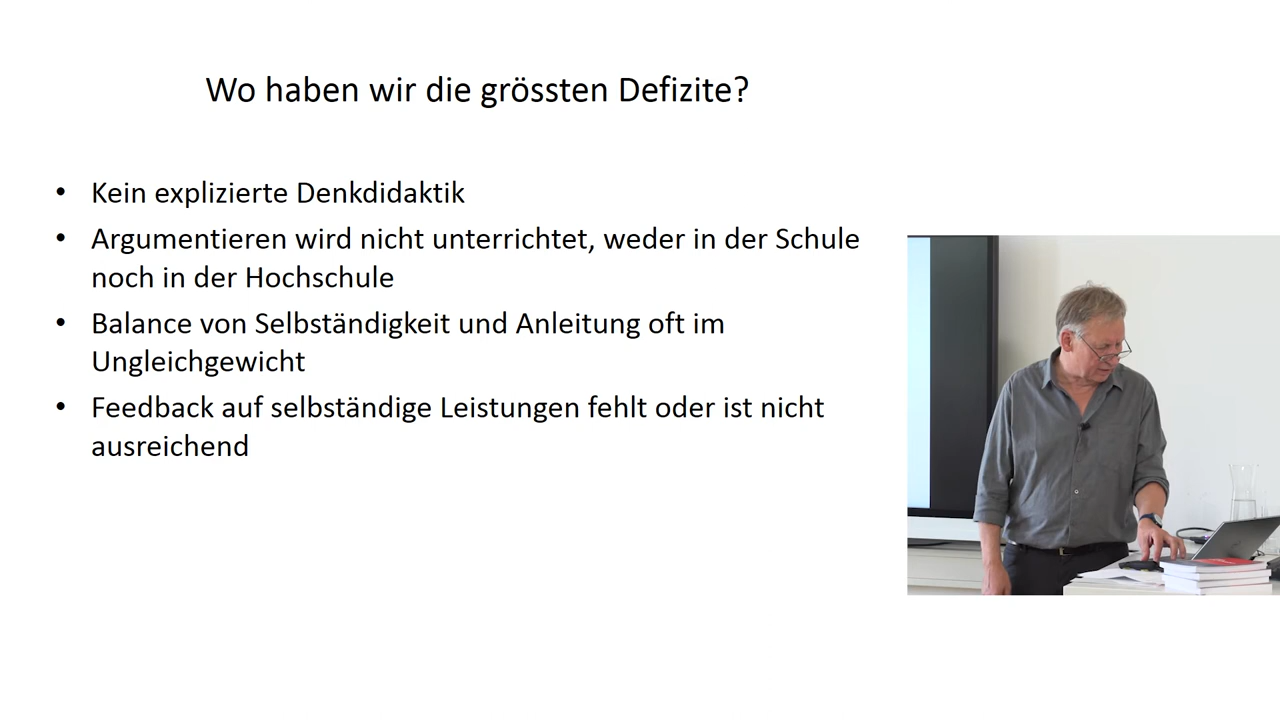 Wo haben wir die grössten Defizite?
• Kein explizierte Denkdidaktik
• Argumentieren wird nicht unterrichtet, weder in der Schule
noch in der Hochschule
• Balance von Selbständigkeit und Anleitung oft im
Ungleichgewicht
• Feedback auf selbständige Leistungen fehlt oder ist nicht
ausreichend